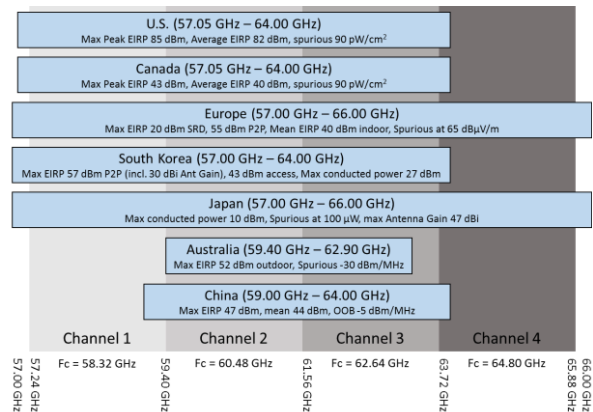 U.S. (57.05 GHz – 64.00 GHz)
Max Peak EIRP 85 dBm, Average EIRP 82 dBm, spurious 90 pW/cm²
Canada (57.05 GHz – 64.00 GHz)
Max Peak EIRP 43 dBm, Average EIRP 40 dBm, spurious 90 pW/cm²
Europe (57.00 GHz – 66.00 GHz)
Max EIRP 20 dBm SRD, 55 dBm P2P, Mean EIRP 40 dBm indoor, Spurious at 65 dBµV/m
South Korea (57.00 GHz – 64.00 GHz)
Max EIRP 57 dBm P2P (incl. 30 dBi Ant Gain), 43 dBm access, Max conducted power 27 dBm
Japan (57.00 GHz – 66.00 GHz)
Max conducted power 10 dBm, Spurious at 100 µW, max Antenna Gain 47 dBi
Australia (59.40 GHz – 62.90 GHz)
Max EIRP 52 dBm outdoor, Spurious -30 dBm/MHz
China (59.00 GHz – 64.00 GHz)
Max EIRP 47 dBm, mean 44 dBm, OOB -5 dBm/MHz
Channel 1 Channel 2 Channel 3 Channel 4
Fc = 58.32 GHz Fc = 60.48 GHz Fc = 62.64 GHz Fc = 64.80 GHz
57.00 GHz
57.24 GHz
59.40 GHz
61.56 GHz
63.72 GHz
65.88 GHz
66.00 GHz